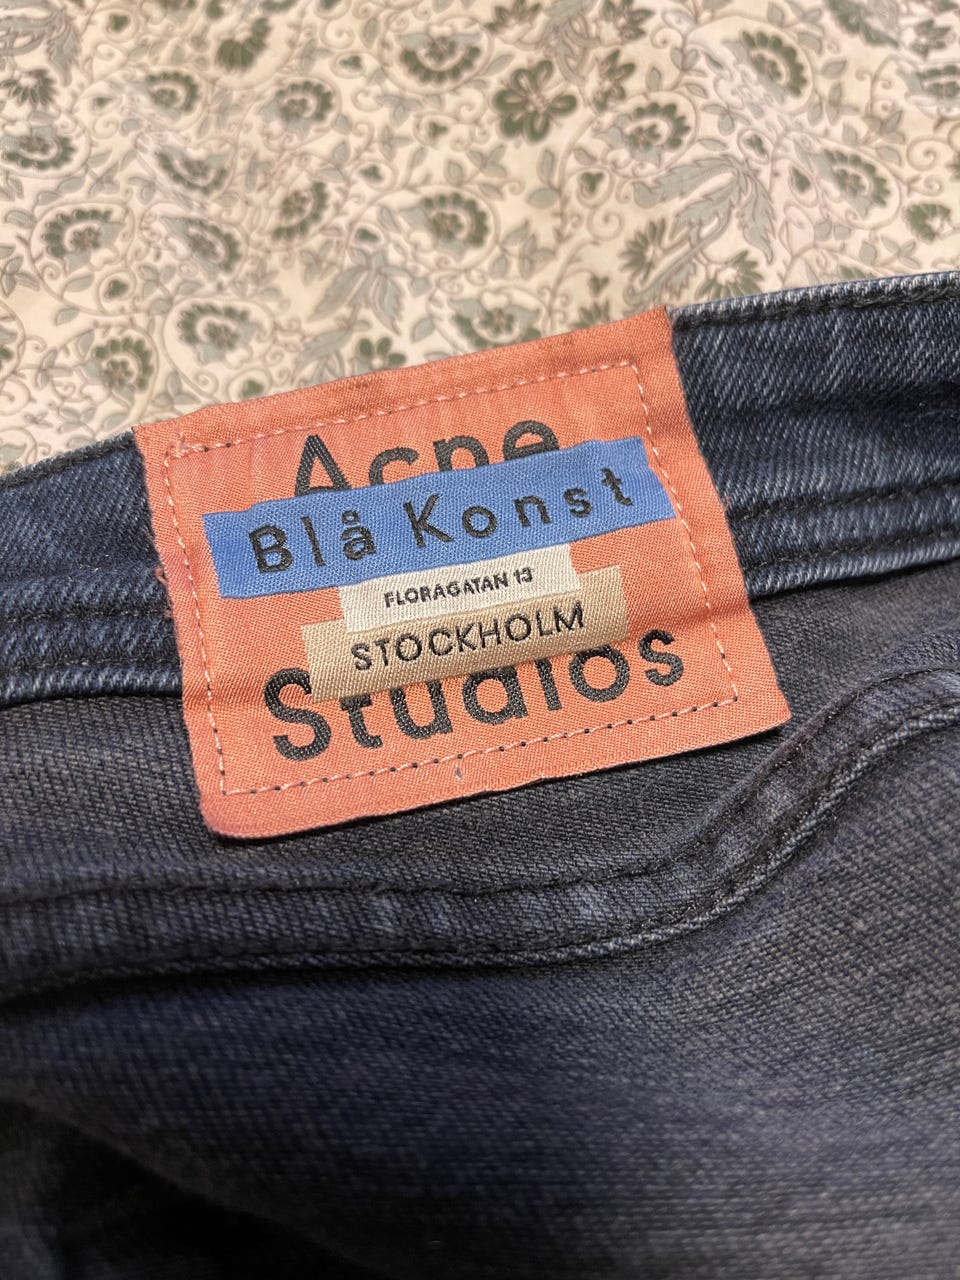 Acne
Blå Konst
FLORAGATAN 13
STOCKHOLM
Studios